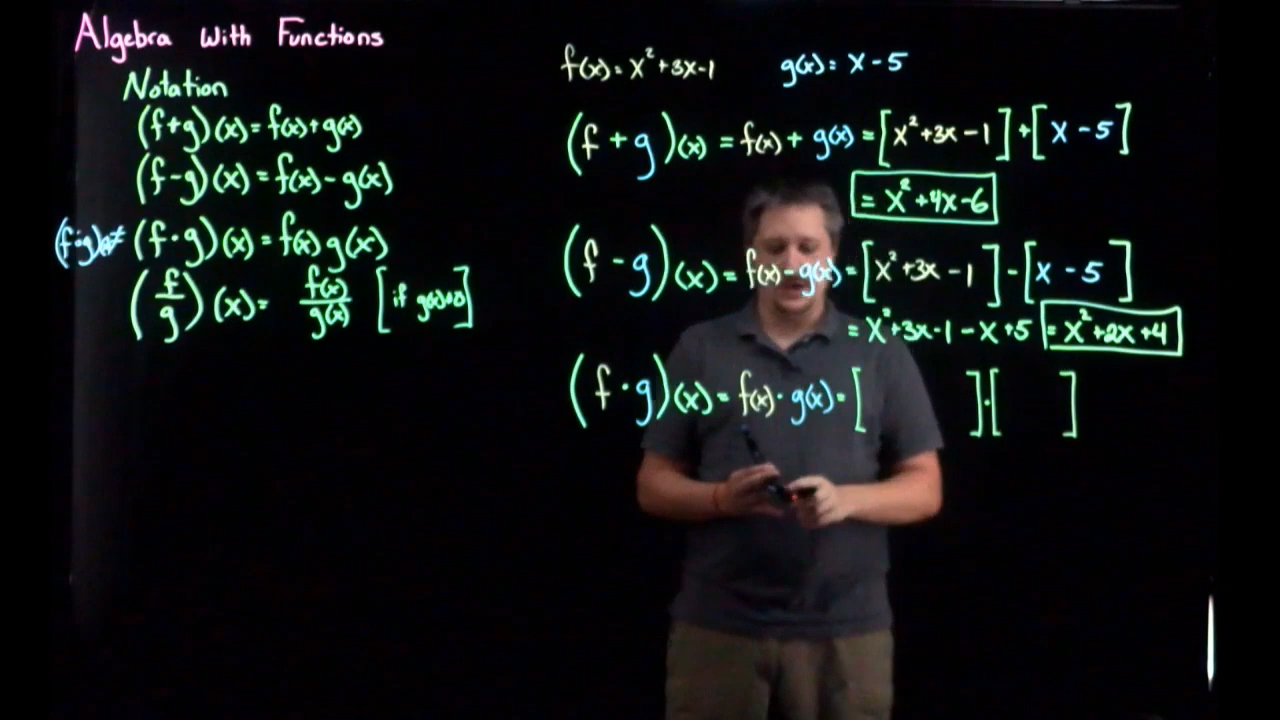 Algebra With Functions
Notation
(f+g)(x)=f(x)+g(x)
(f-g)(x)=f(x)-g(x)
(f∘g)(x)≠ (f·g)(x)=f(x) g(x)
(f/g)(x)= f(x)/g(x) [if g(x)≠0]
f(x)=x²+3x-1 g(x)=x-5
(f+g)(x)=f(x)+g(x)=[x²+3x-1]+[x-5]
=x²+4x-6
(f-g)(x)=f(x)-g(x)=[x²+3x-1]-[x-5]
=x²+3x-1-x+5 =x²+2x+4
(f·g)(x)=f(x)·g(x)=[ ]·[ ]